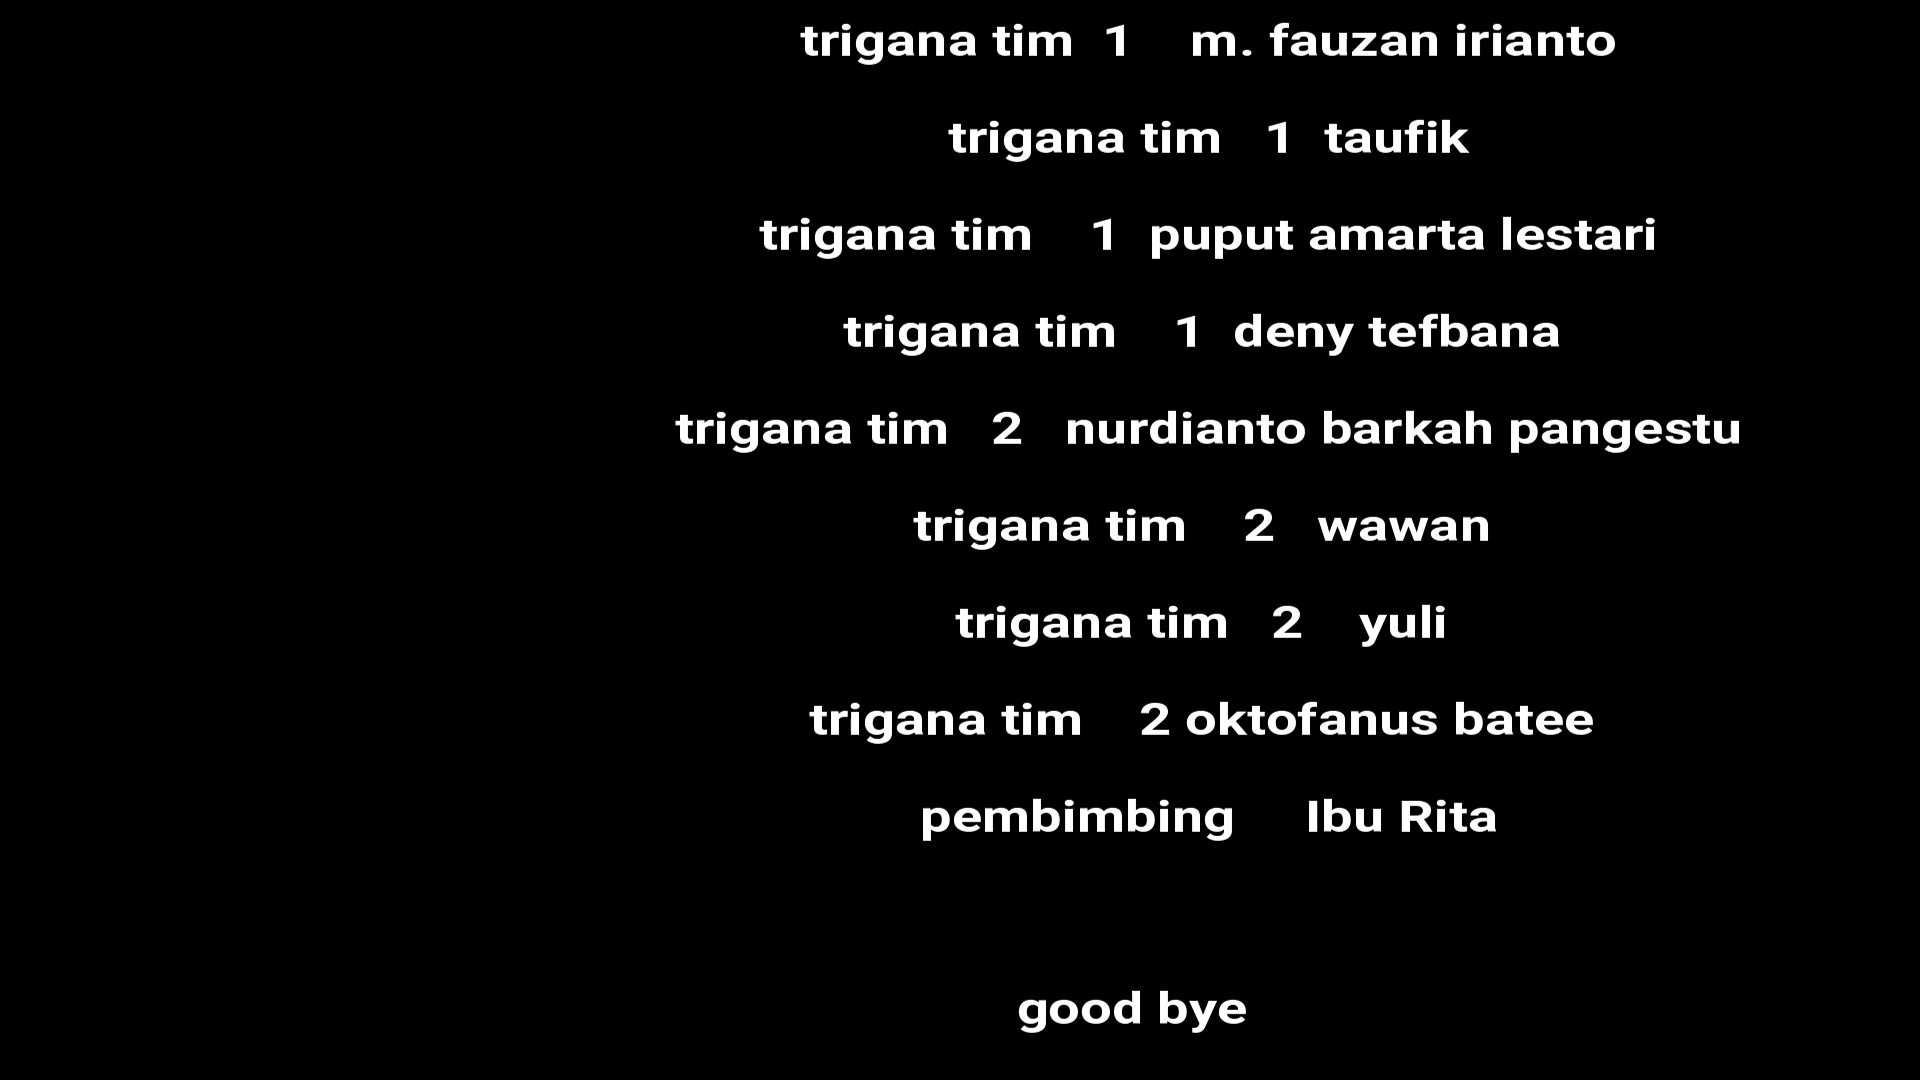 trigana tim 1 m. fauzan irianto
trigana tim 1 taufik
trigana tim 1 puput amarta lestari
trigana tim 1 deny tefbana
trigana tim 2 nurdianto barkah pangestu
trigana tim 2 wawan
trigana tim 2 yuli
trigana tim 2 oktofanus batee
pembimbing Ibu Rita
good bye